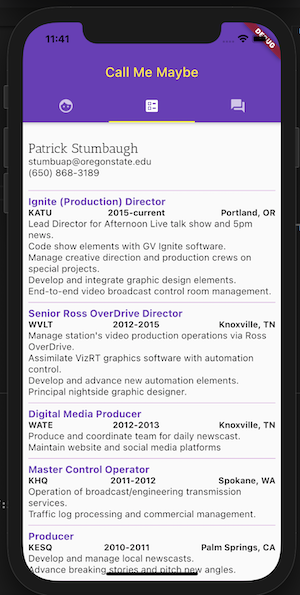 11:41
DEBUG
Call Me Maybe
Patrick Stumbaugh
stumbuap@oregonstate.edu
(650) 868-3189
Ignite (Production) Director
KATU 2015-current Portland, OR
Lead Director for Afternoon Live talk show and 5pm
news.
Code show elements with GV Ignite software.
Manage creative direction and production crews on
special projects.
Develop and integrate graphic design elements.
End-to-end video broadcast control room management.
Senior Ross OverDrive Director
WVLT 2012-2015 Knoxville, TN
Manage station's video production operations via Ross
OverDrive.
Assimilate VizRT graphics software with automation
control.
Develop and advance new automation elements.
Principal nightside graphic designer.
Digital Media Producer
WATE 2012-2013 Knoxville, TN
Produce and coordinate team for daily newscast.
Maintain website and social media platforms
Master Control Operator
KHQ 2011-2012 Spokane, WA
Operation of broadcast/engineering transmission
services.
Traffic log processing and commercial management.
Producer
KESQ 2010-2011 Palm Springs, CA
Develop and manage local newscasts.
Advance breaking stories and pitch new angles.